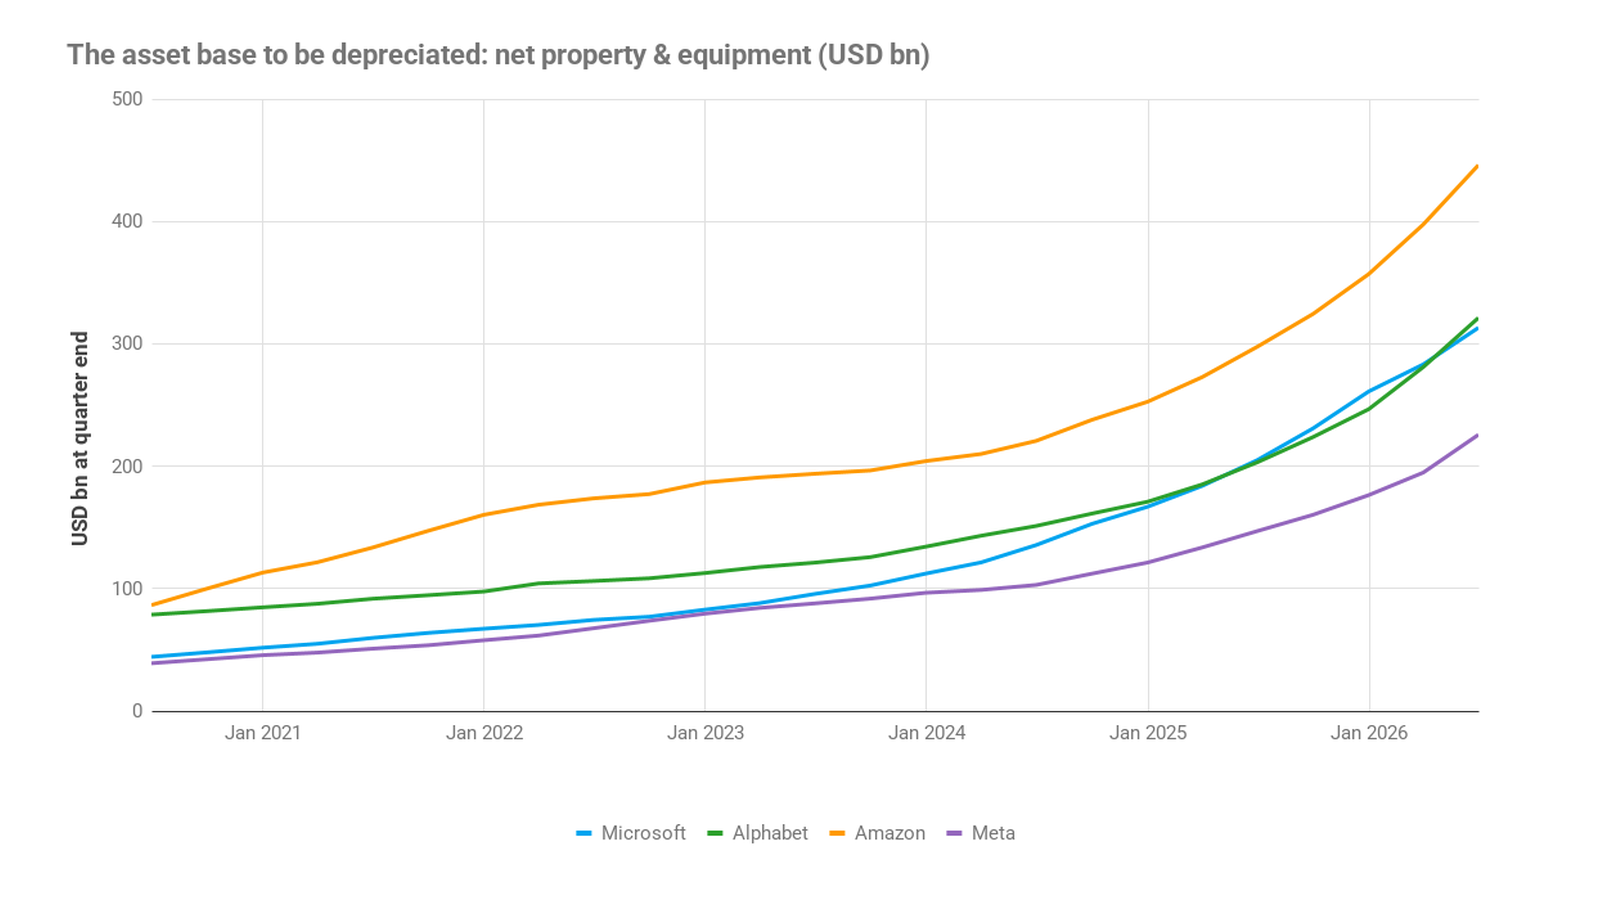 The asset base to be depreciated: net property & equipment (USD bn)
USD bn at quarter end
500
400
300
200
100
0
Jan 2021 Jan 2022 Jan 2023 Jan 2024 Jan 2025 Jan 2026
Microsoft Alphabet Amazon Meta